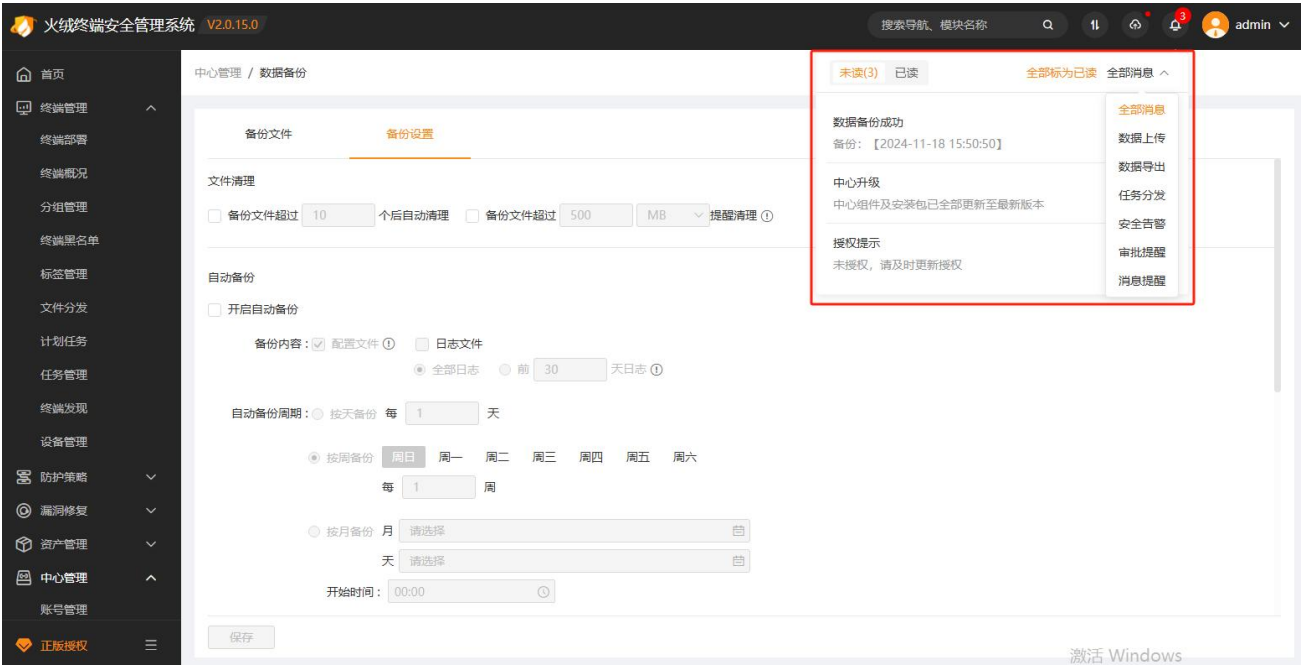 火绒终端安全管理系统 V2.0.15.0 搜索导航、模块名称 3 admin
首页
终端管理
终端部署
终端概况
分组管理
终端黑名单
标签管理
文件分发
计划任务
任务管理
终端发现
设备管理
防护策略
漏洞修复
资产管理
中心管理
账号管理
正版授权
中心管理 / 数据备份
备份文件 备份设置
文件清理
备份文件超过 10 个后自动清理 备份文件超过 500 MB 提醒清理
自动备份
开启自动备份
备份内容: 配置文件 日志文件
全部日志 前 30 天日志
自动备份周期: 按天备份 每 1 天
按周备份 周日 周一 周二 周三 周四 周五 周六
每 1 周
按月备份 月 请选择
天 请选择
开始时间: 00:00
保存
未读(3) 已读 全部标为已读 全部消息
数据备份成功
备份: 【2024-11-18 15:50:50】
中心升级
中心组件及安装包已全部更新至最新版本
授权提示
未授权, 请及时更新授权
全部消息
数据上传
数据导出
任务分发
安全告警
审批提醒
消息提醒
激活 Windows